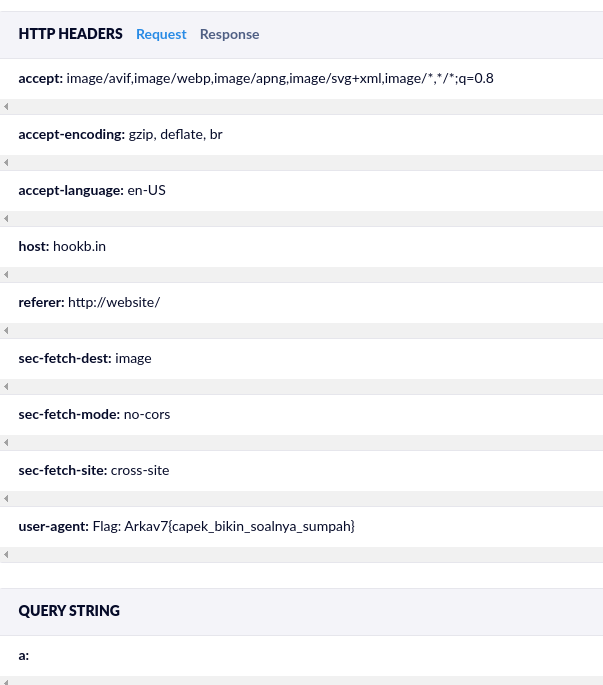 HTTP HEADERS Request Response
accept: image/avif,image/webp,image/apng,image/svg+xml,image/*,*/*;q=0.8
accept-encoding: gzip, deflate, br
accept-language: en-US
host: hookb.in
referer: http://website/
sec-fetch-dest: image
sec-fetch-mode: no-cors
sec-fetch-site: cross-site
user-agent: Flag: Arkav7{capek_bikin_soalnya_sumpah}
QUERY STRING
a: